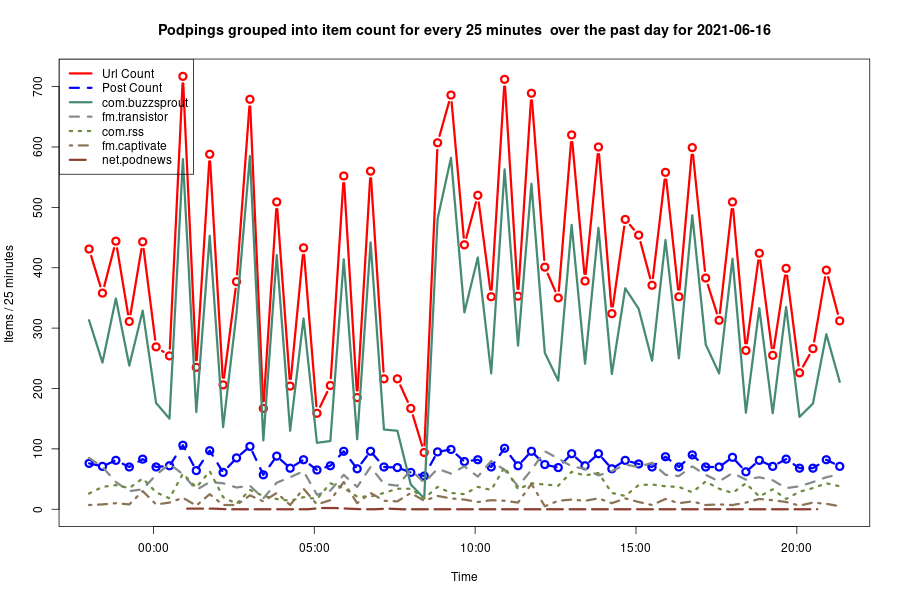 Podpings grouped into item count for every 25 minutes  over the past day for 2021-06-16
Url Count
Post Count
com.buzzsprout
fm.transistor
com.rss
fm.captivate
net.podnews
Items / 25 minutes
700
600
500
400
300
200
100
0
00:00
05:00
10:00
15:00
20:00
Time